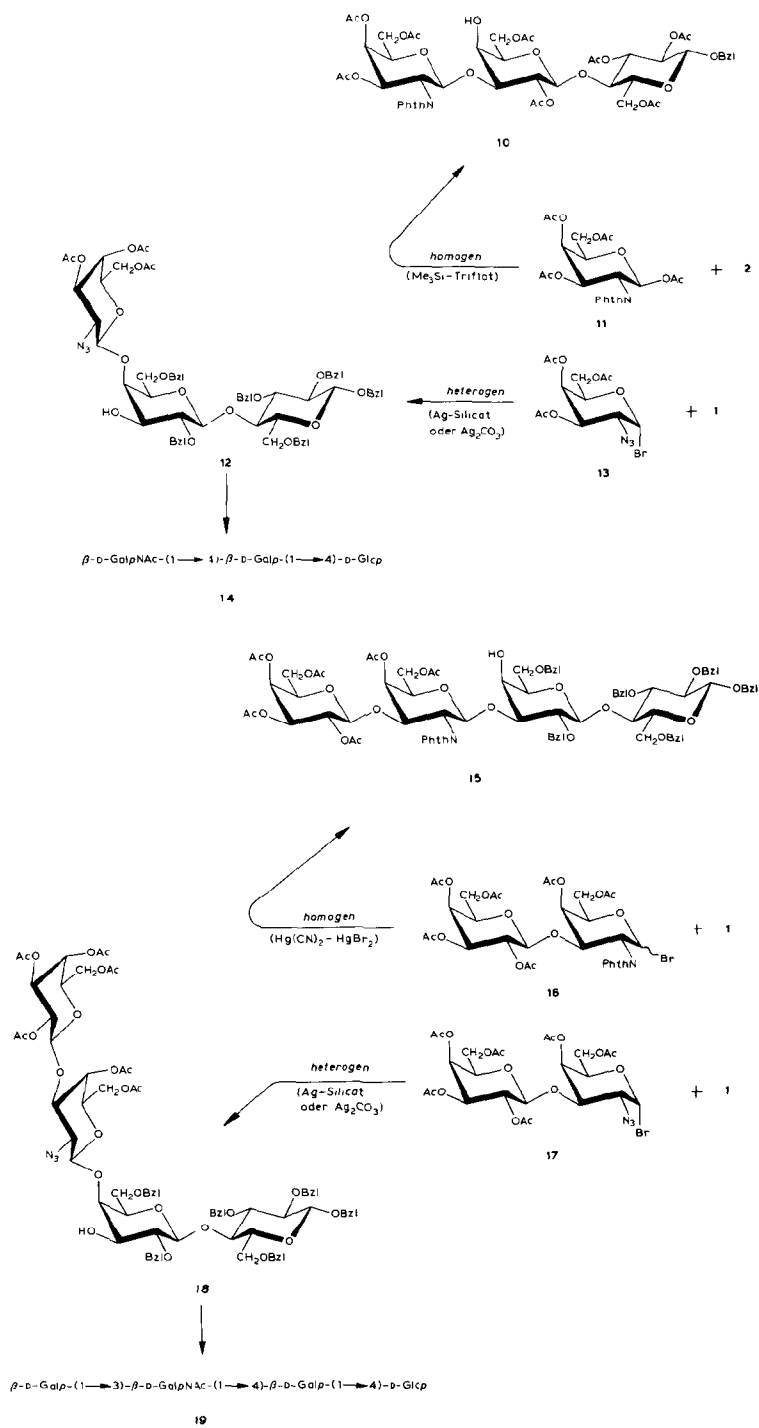 AcO
CH₂OAc
AcO
PhthN
O
HO
CH₂OAc
AcO
O
AcO
OAc
OBzl
CH₂OAc
10
homogen
(Me₃Si-Triflat)
AcO
CH₂OAc
AcO
PhthN
OAc
11
+ 2
AcO
OAc
CH₂OAc
N₃
O
CH₂OBzl
HO
BzlO
O
BzlO
OBzl
OBzl
CH₂OBzl
12
heterogen
(Ag-Silicat
oder Ag₂CO₃)
AcO
CH₂OAc
AcO
N₃
Br
13
+ 1
β-D-GalpNAc-(1⟶4)-β-D-Galp-(1⟶4)-D-Glcp
14
AcO
CH₂OAc
AcO
OAc
O
AcO
CH₂OAc
PhthN
O
HO
CH₂OBzl
BzlO
O
BzlO
OBzl
OBzl
CH₂OBzl
15
homogen
(Hg(CN)₂-HgBr₂)
AcO
CH₂OAc
AcO
OAc
O
AcO
CH₂OAc
PhthN
Br
16
+ 1
AcO
OAc
CH₂OAc
AcO
O
OAc
CH₂OAc
N₃
O
CH₂OBzl
HO
BzlO
O
BzlO
OBzl
OBzl
CH₂OBzl
18
heterogen
(Ag-Silicat
oder Ag₂CO₃)
AcO
CH₂OAc
AcO
OAc
O
AcO
CH₂OAc
N₃
Br
17
+ 1
β-D-Galp-(1⟶3)-β-D-GalpNAc-(1⟶4)-β-D-Galp-(1⟶4)-D-Glcp
19